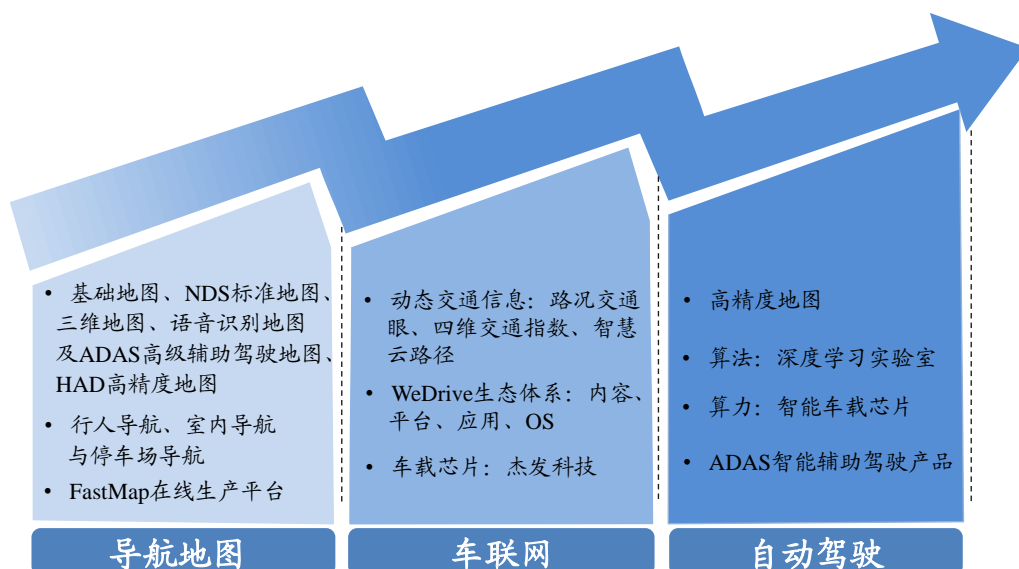 • 基础地图、NDS标准地图、
三维地图、语音识别地图
及ADAS高级辅助驾驶地图、
HAD高精度地图
• 行人导航、室内导航
与停车场导航
• FastMap在线生产平台
导航地图
• 动态交通信息：路况交通
眼、四维交通指数、智慧
云路径
• WeDrive生态体系：内容、
平台、应用、OS
• 车载芯片：杰发科技
车联网
• 高精度地图
• 算法：深度学习实验室
• 算力：智能车载芯片
• ADAS智能辅助驾驶产品
自动驾驶